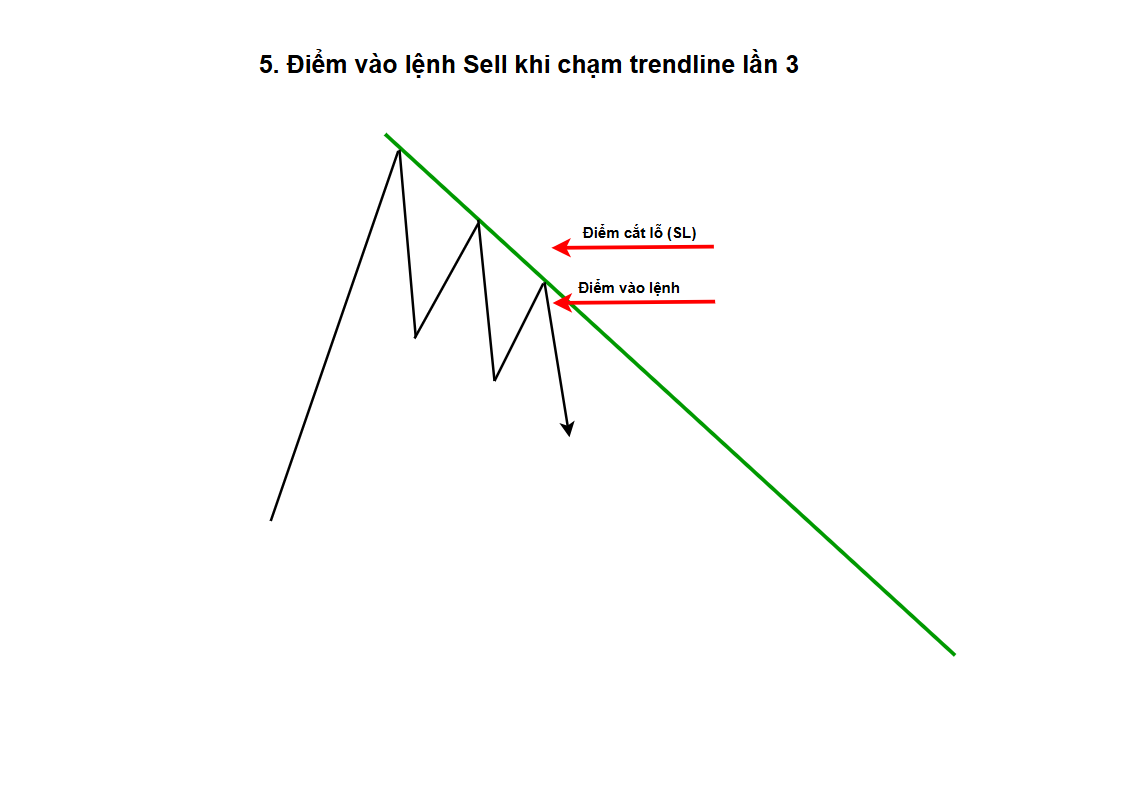 5. Điểm vào lệnh Sell khi chạm trendline lần 3
Điểm cắt lỗ (SL)
Điểm vào lệnh